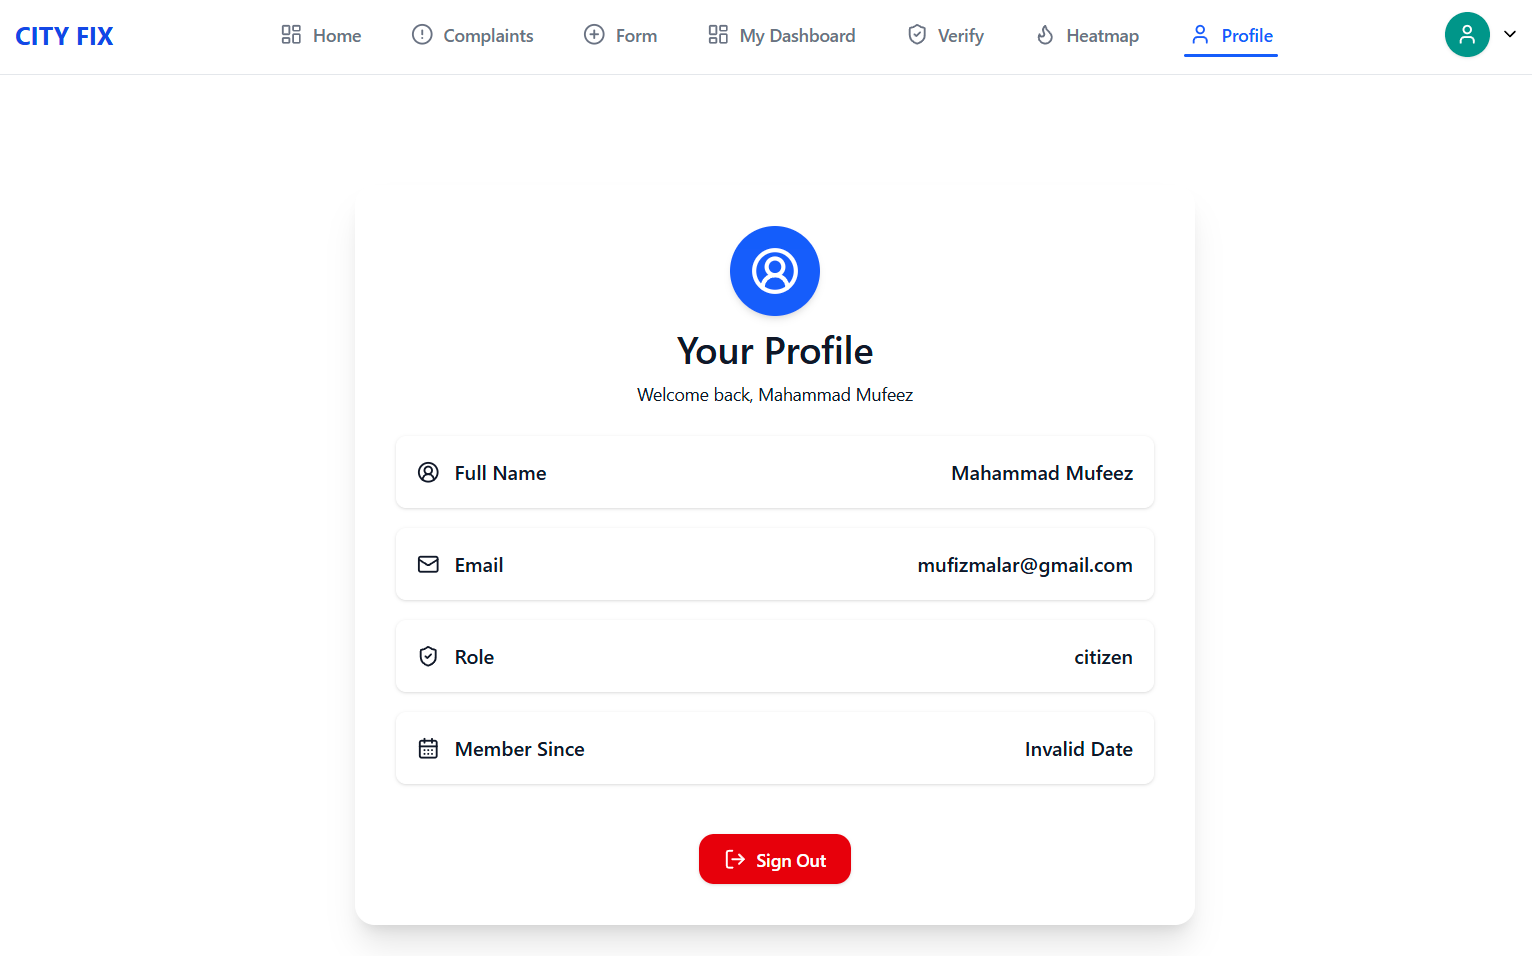 CITY FIX
Home
Complaints
Form
My Dashboard
Verify
Heatmap
Profile
Your Profile
Welcome back, Mahammad Mufeez
Full Name
Mahammad Mufeez
Email
mufizmalar@gmail.com
Role
citizen
Member Since
Invalid Date
Sign Out